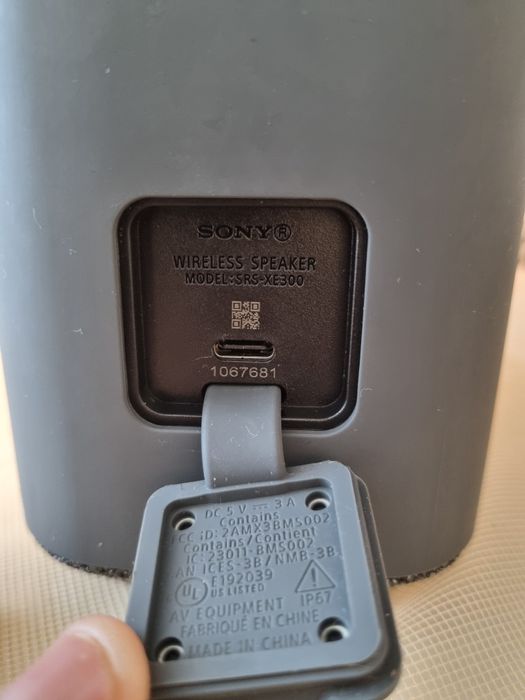 SONY®
WIRELESS SPEAKER
MODEL:SRS-XE300
1067681
DC 5 V ⎓ 3 A
Contains
FCC iD: 2AMX3BMS002
Contains/Contient
IC: 23011-BMS002
CAN ICES-3B/NMB-3B
E192039
UL US LISTED
IP67
AV EQUIPMENT
FABRIQUÉ EN CHINE
MADE IN CHINA